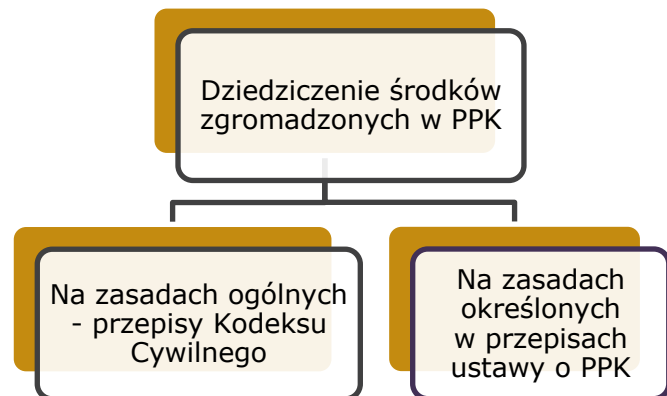 Dziedziczenie środków
zgromadzonych w PPK
Na zasadach ogólnych
- przepisy Kodeksu
Cywilnego
Na zasadach
określonych
w przepisach
ustawy o PPK